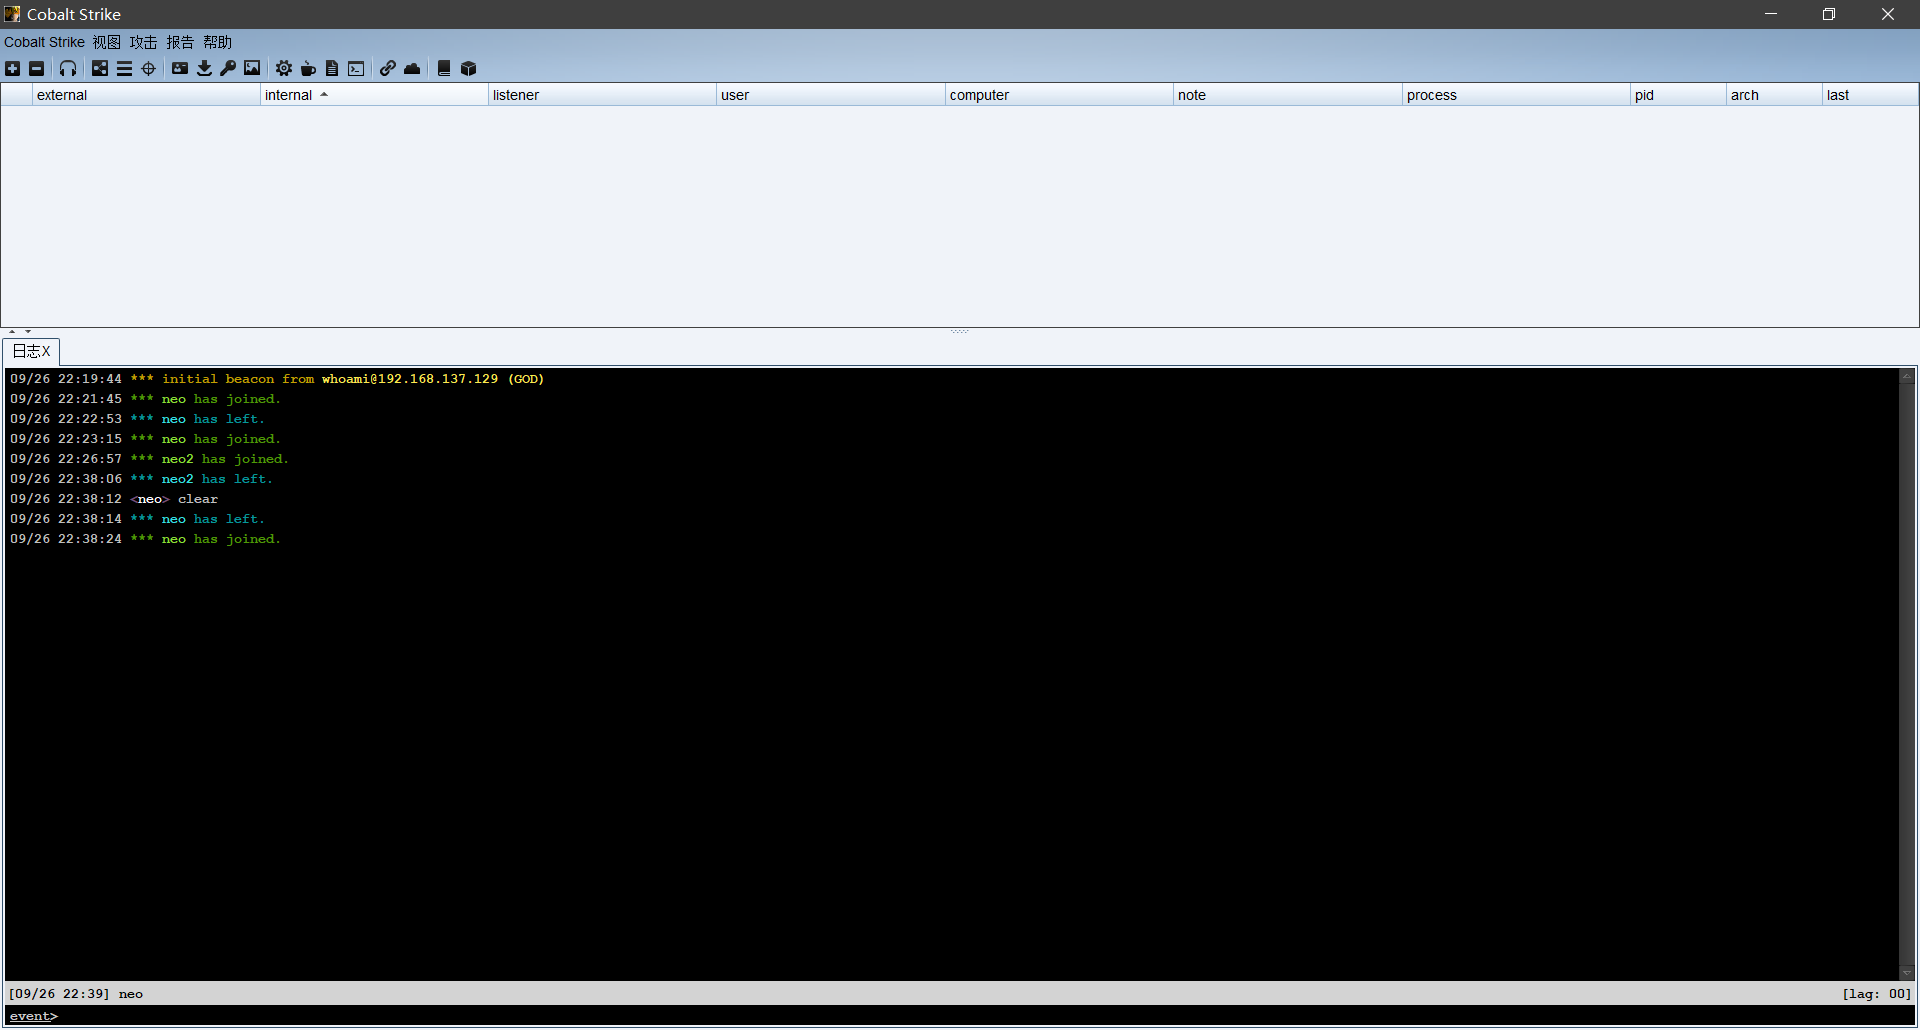 Cobalt Strike
Cobalt Strike 视图 攻击 报告 帮助
external internal listener user computer note process pid arch last
日志X
09/26 22:19:44 *** initial beacon from whoami@192.168.137.129 (GOD)
09/26 22:21:45 *** neo has joined.
09/26 22:22:53 *** neo has left.
09/26 22:23:15 *** neo has joined.
09/26 22:26:57 *** neo2 has joined.
09/26 22:38:06 *** neo2 has left.
09/26 22:38:12 <neo> clear
09/26 22:38:14 *** neo has left.
09/26 22:38:24 *** neo has joined.
[09/26 22:39] neo [lag: 00]
event>